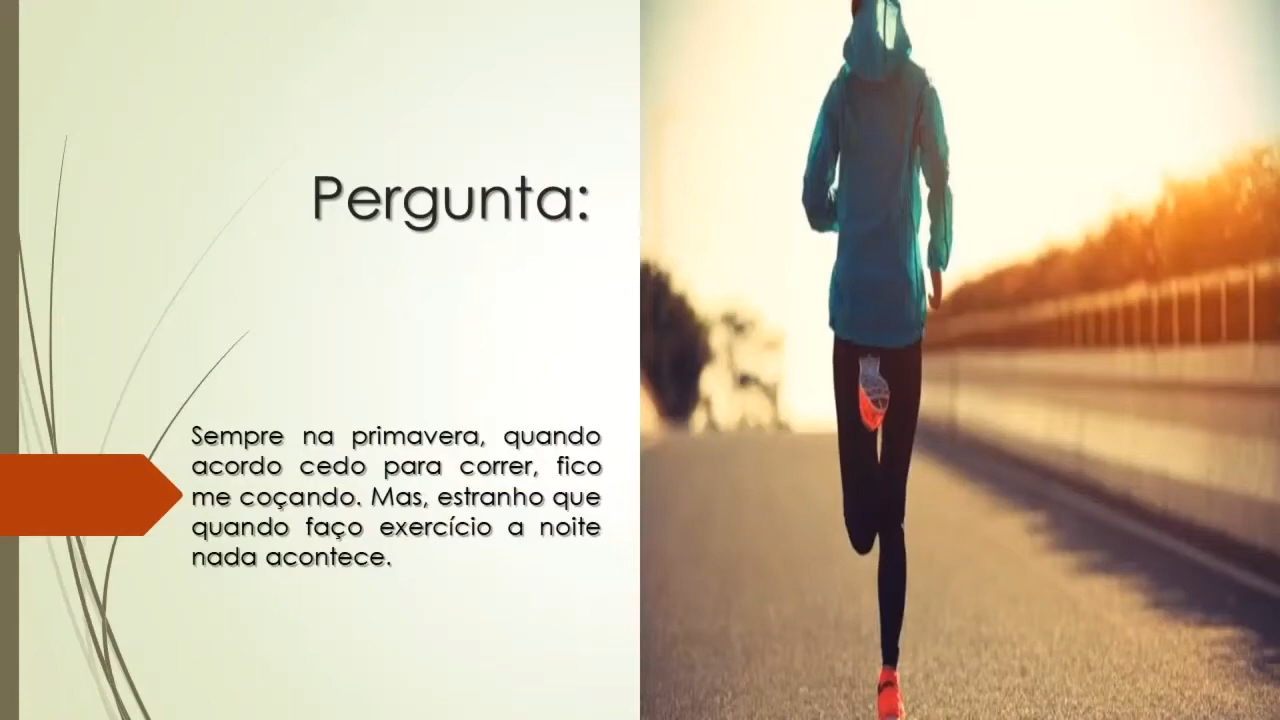 Pergunta:
Sempre na primavera, quando
acordo cedo para correr, fico
me coçando. Mas, estranho que
quando faço exercício a noite
nada acontece.